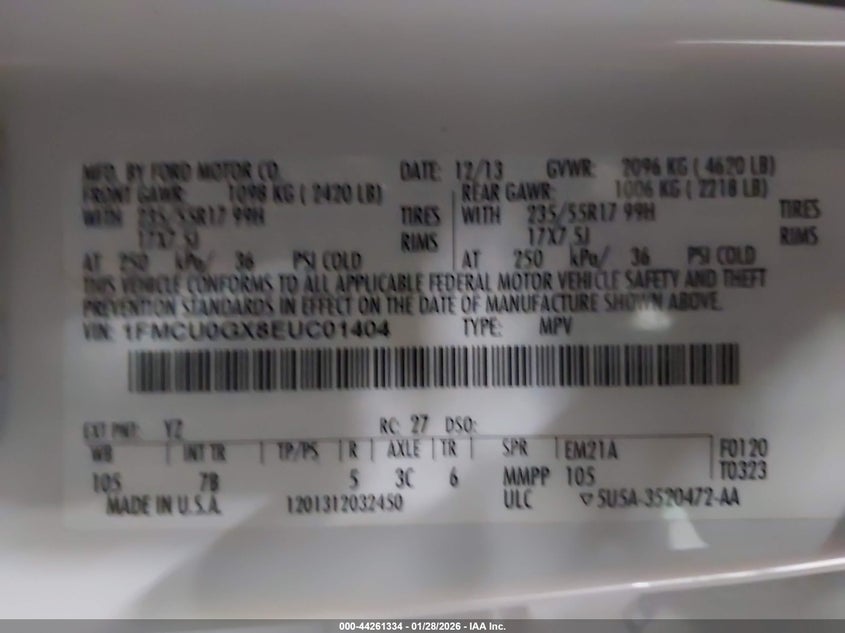 MFD. BY FORD MOTOR CO. DATE: 12/13 GVWR: 2096 KG ( 4620 LB)
FRONT GAWR: 1098 KG ( 2420 LB) REAR GAWR: 1006 KG ( 2218 LB)
WITH 235/55R17 99H TIRES WITH 235/55R17 99H TIRES
17X7.5J RIMS 17X7.5J RIMS
AT 250 kPa/ 36 PSI COLD AT 250 kPa/ 36 PSI COLD
THIS VEHICLE CONFORMS TO ALL APPLICABLE FEDERAL MOTOR VEHICLE SAFETY AND THEFT
PREVENTION STANDARDS IN EFFECT ON THE DATE OF MANUFACTURE SHOWN ABOVE.
VIN: 1FMCU0GX8EUC01404 TYPE: MPV
EXT PNT: YZ RC: 27 DSO:
WB INT TR TP/PS R AXLE TR SPR EM21A F0120
105 7B 5 3C 6 MMPP 105 T0323
MADE IN U.S.A. 1201312032450 ULC 5U5A-3520472-AA
000-44261334 - 01/28/2026 - IAA Inc.